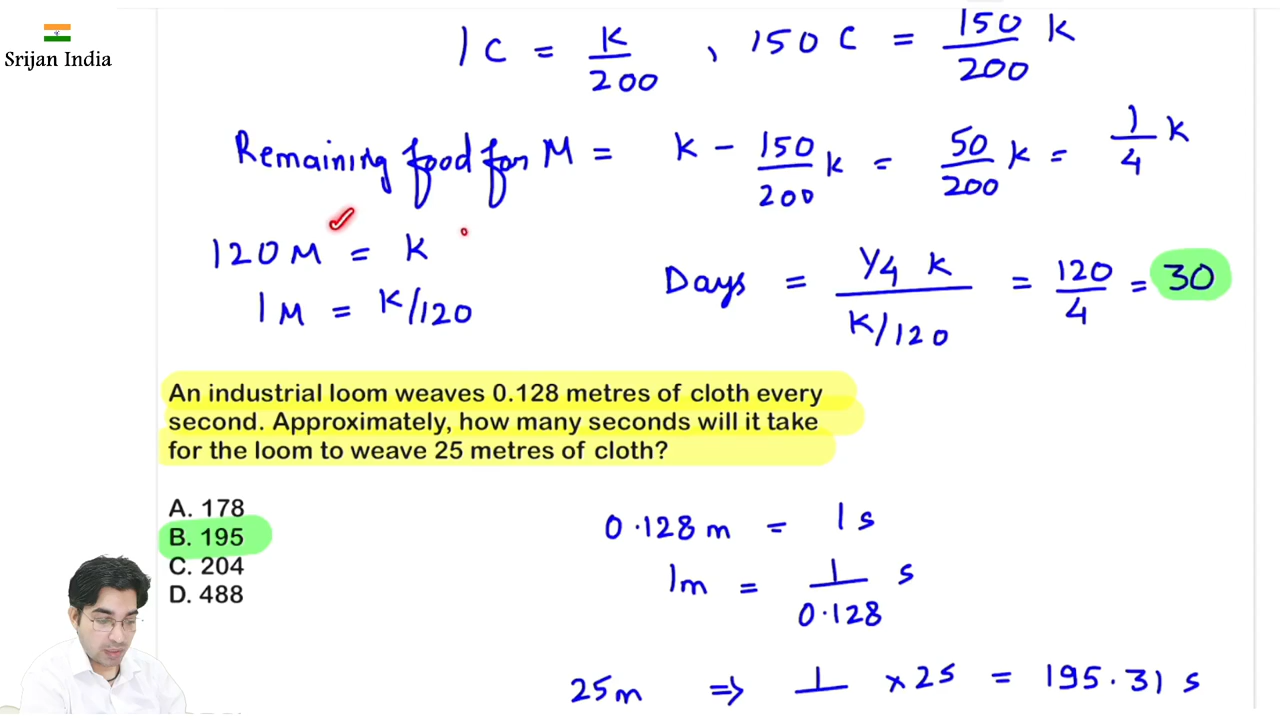 Srijan India
1 C = K/200 , 150 C = 150/200 K
Remaining food for M = K - 150/200 K = 50/200 K = 1/4 K
120 M = K
1 M = K/120
Days = 1/4 K / K/120 = 120/4 = 30
An industrial loom weaves 0.128 metres of cloth every
second. Approximately, how many seconds will it take
for the loom to weave 25 metres of cloth?
A. 178
B. 195
C. 204
D. 488
0.128 m = 1 s
1m = 1/0.128 s
25 m ⇒ 1 × 25 = 195.31 s